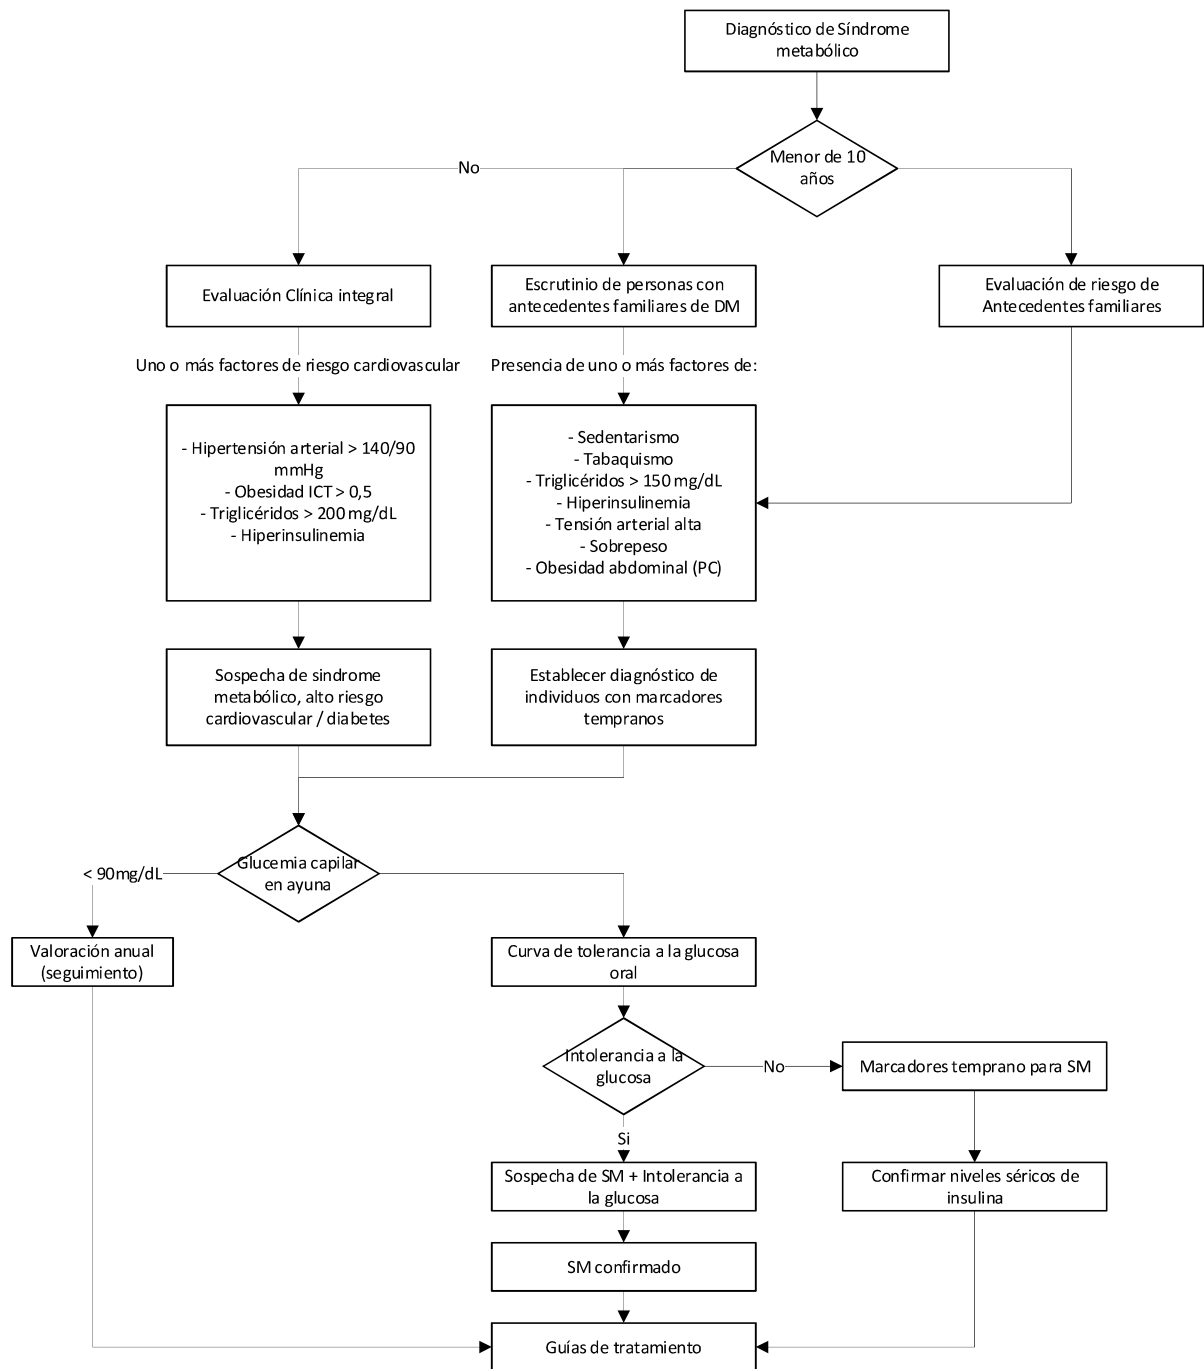 Diagnóstico de Síndrome
metabólico
Menor de 10
años
No
Evaluación Clínica integral
Escrutinio de personas con
antecedentes familiares de DM
Evaluación de riesgo de
Antecedentes familiares
Uno o más factores de riesgo cardiovascular
Presencia de uno o más factores de:
- Hipertensión arterial > 140/90
mmHg
- Obesidad ICT > 0,5
- Triglicéridos > 200 mg/dL
- Hiperinsulinemia
- Sedentarismo
- Tabaquismo
- Triglicéridos > 150 mg/dL
- Hiperinsulinemia
- Tensión arterial alta
- Sobrepeso
- Obesidad abdominal (PC)
Sospecha de sindrome
metabólico, alto riesgo
cardiovascular / diabetes
Establecer diagnóstico de
individuos con marcadores
tempranos
Glucemia capilar
en ayuna
< 90mg/dL
Valoración anual
(seguimiento)
Curva de tolerancia a la glucosa
oral
Intolerancia a la
glucosa
No
Marcadores temprano para SM
Si
Sospecha de SM + Intolerancia a
la glucosa
Confirmar niveles séricos de
insulina
SM confirmado
Guías de tratamiento